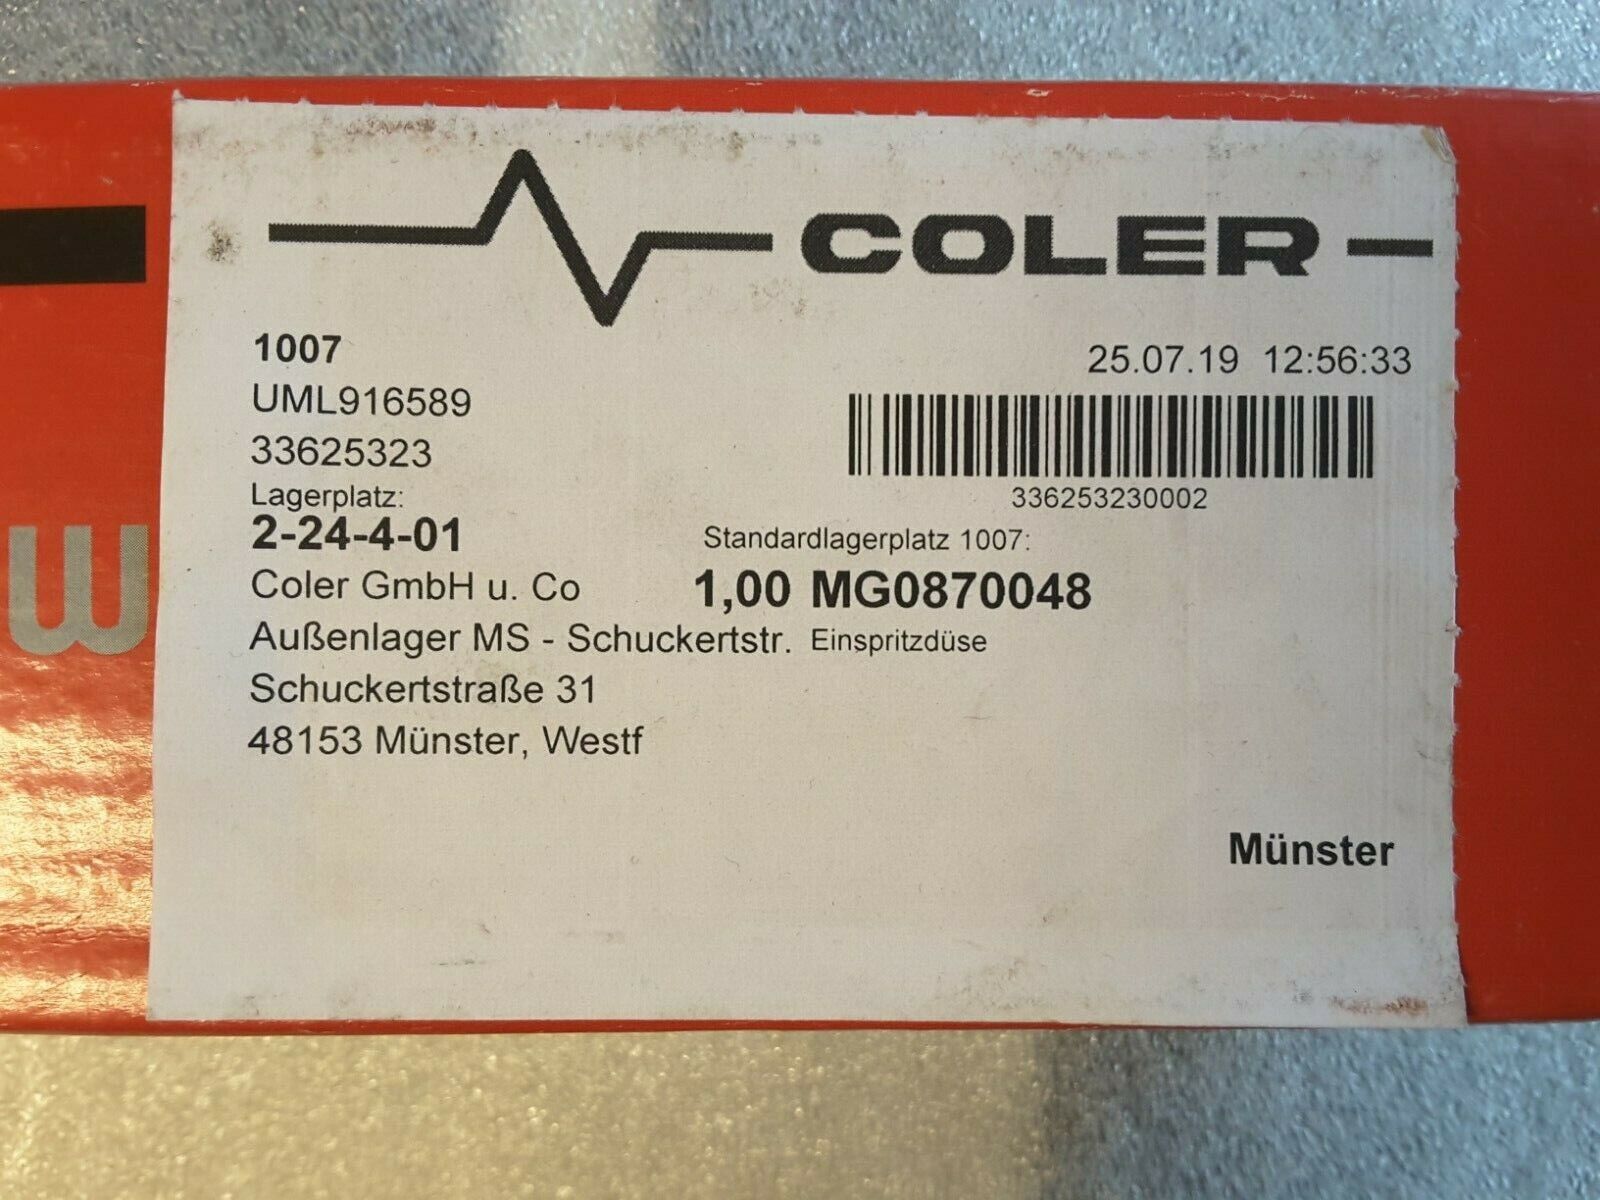 COLER
1007
25.07.19 12:56:33
UML916589
33625323
336253230002
Lagerplatz:
2-24-4-01
Standardlagerplatz 1007:
Coler GmbH u. Co
1,00 MG0870048
Außenlager MS - Schuckertstr.
Einspritzdüse
Schuckertstraße 31
48153 Münster, Westf
Münster